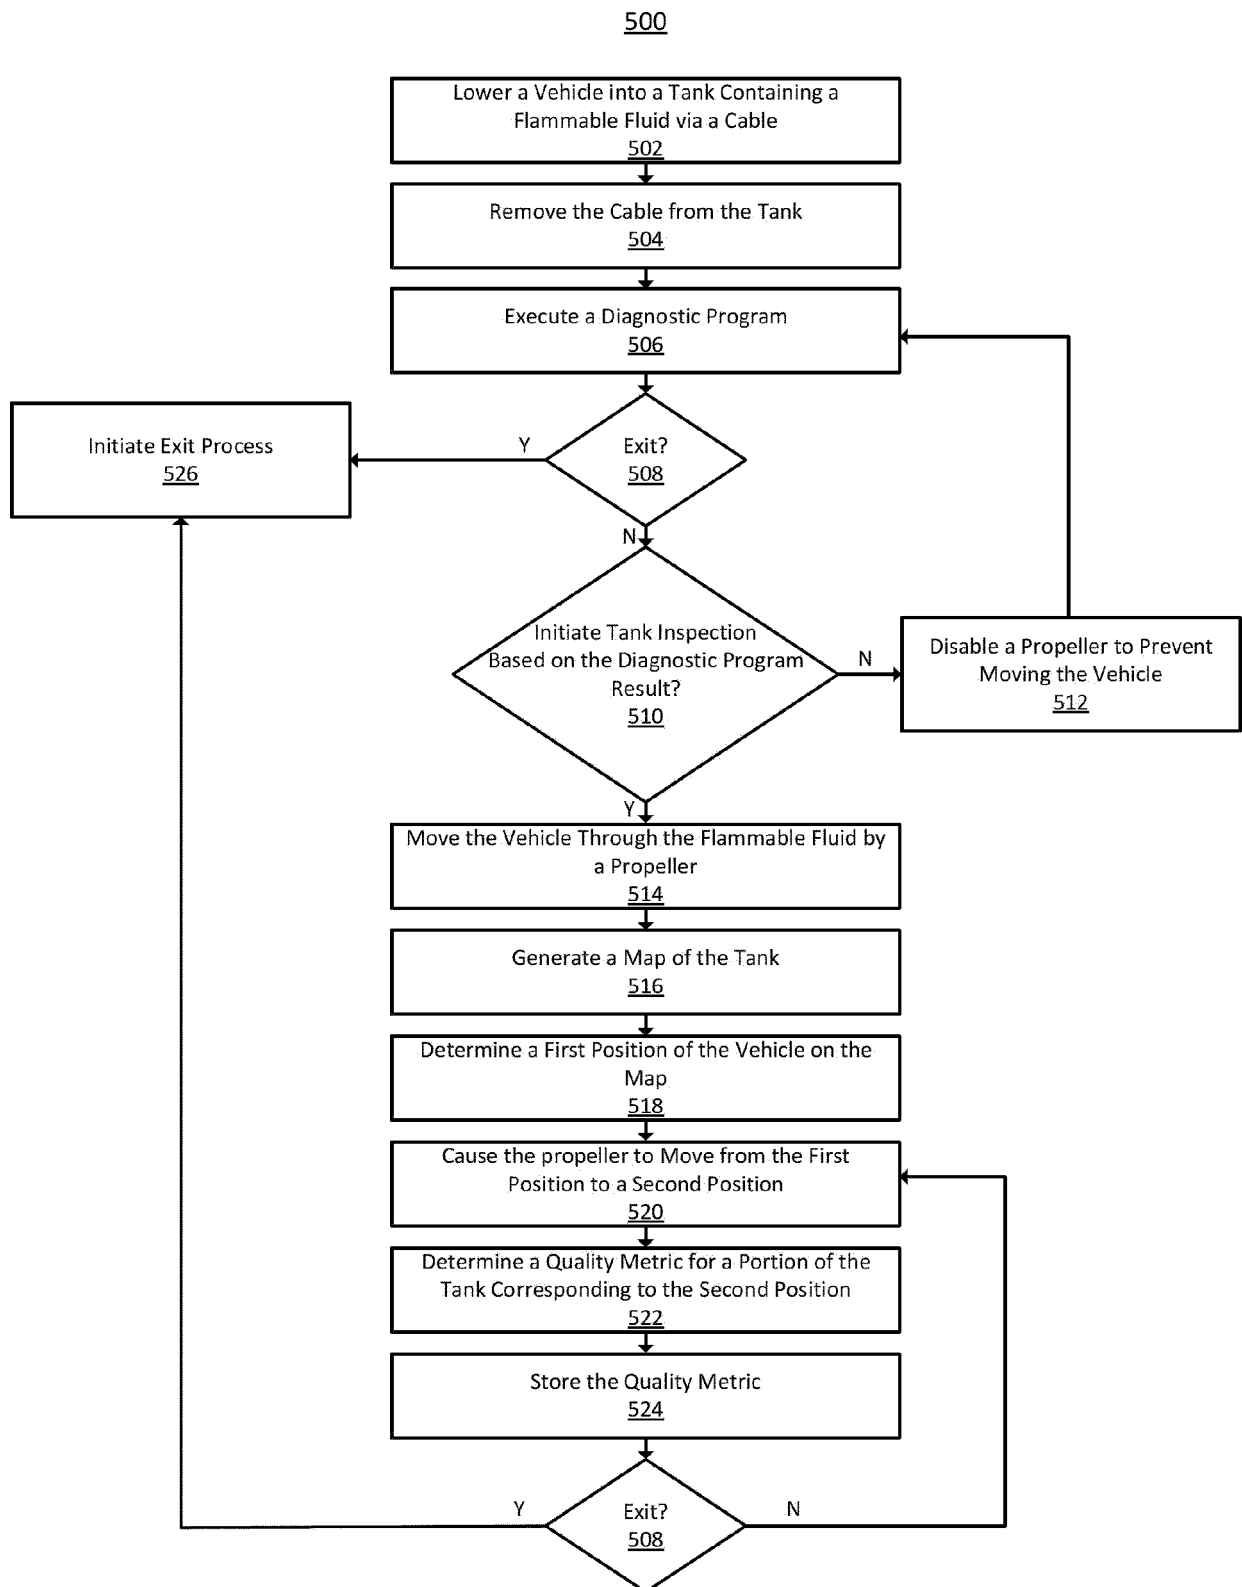 500
Lower a Vehicle into a Tank Containing a
Flammable Fluid via a Cable
502
Remove the Cable from the Tank
504
Execute a Diagnostic Program
506
Initiate Exit Process
526
Y
Exit?
508
N
Initiate Tank Inspection
Based on the Diagnostic Program
Result?
510
N
Disable a Propeller to Prevent
Moving the Vehicle
512
Y
Move the Vehicle Through the Flammable Fluid by
a Propeller
514
Generate a Map of the Tank
516
Determine a First Position of the Vehicle on the
Map
518
Cause the propeller to Move from the First
Position to a Second Position
520
Determine a Quality Metric for a Portion of the
Tank Corresponding to the Second Position
522
Store the Quality Metric
524
Y
Exit?
508
N